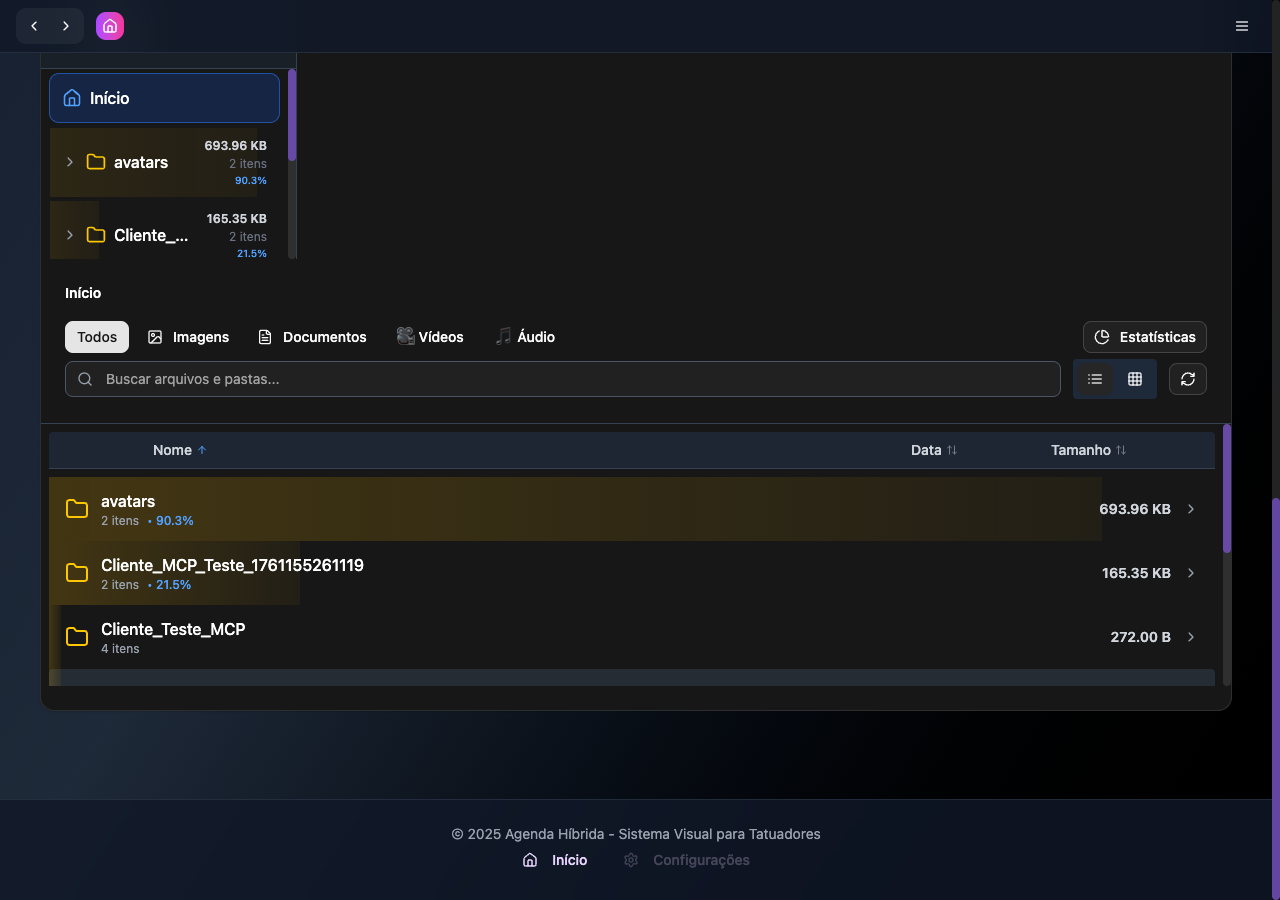 Início
avatars
693.96 KB
2 itens
90.3%
Cliente_...
165.35 KB
2 itens
21.5%
Início
Todos
Imagens
Documentos
Vídeos
Áudio
Estatísticas
Buscar arquivos e pastas...
Nome ↑
Data ↑↓
Tamanho ↑↓
avatars
2 itens • 90.3%
693.96 KB
Cliente_MCP_Teste_1761155261119
2 itens • 21.5%
165.35 KB
Cliente_Teste_MCP
4 itens
272.00 B
© 2025 Agenda Híbrida - Sistema Visual para Tatuadores
Início
Configurações